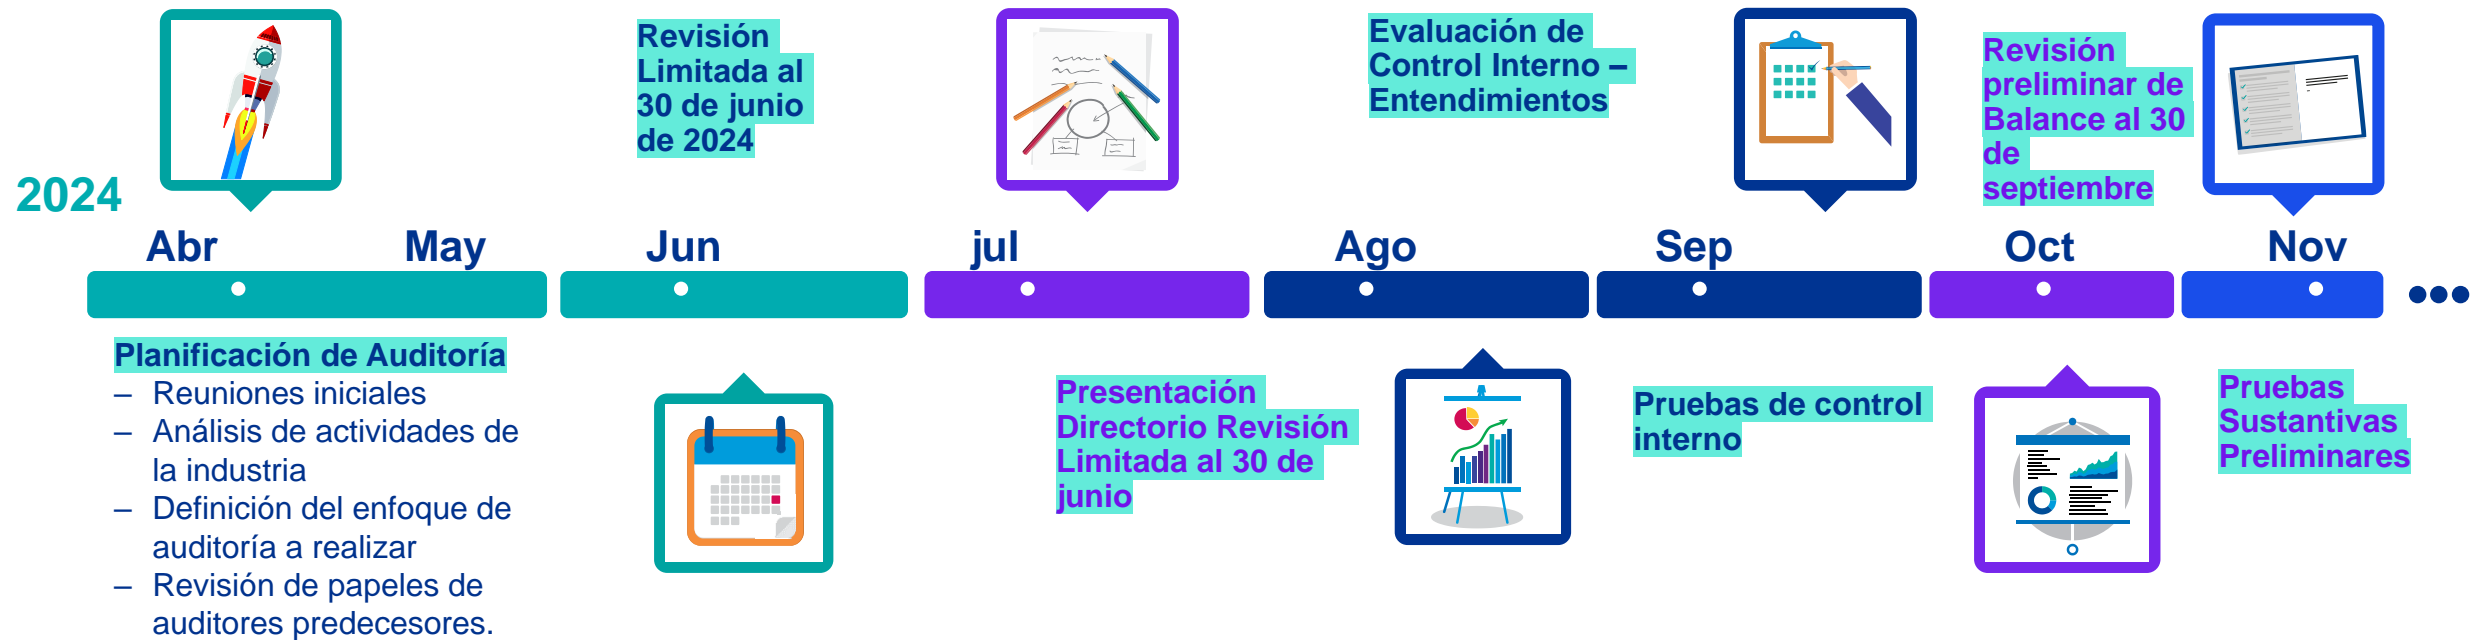 2024
Revisión
Limitada al
30 de junio
de 2024
Evaluación de
Control Interno –
Entendimientos
Revisión
preliminar de
Balance al 30
de
septiembre
Abr
May
Jun
jul
Ago
Sep
Oct
Nov
Planificación de Auditoría
– Reuniones iniciales
– Análisis de actividades de
la industria
– Definición del enfoque de
auditoría a realizar
– Revisión de papeles de
auditores predecesores.
Presentación
Directorio Revisión
Limitada al 30 de
junio
Pruebas de control
interno
Pruebas
Sustantivas
Preliminares